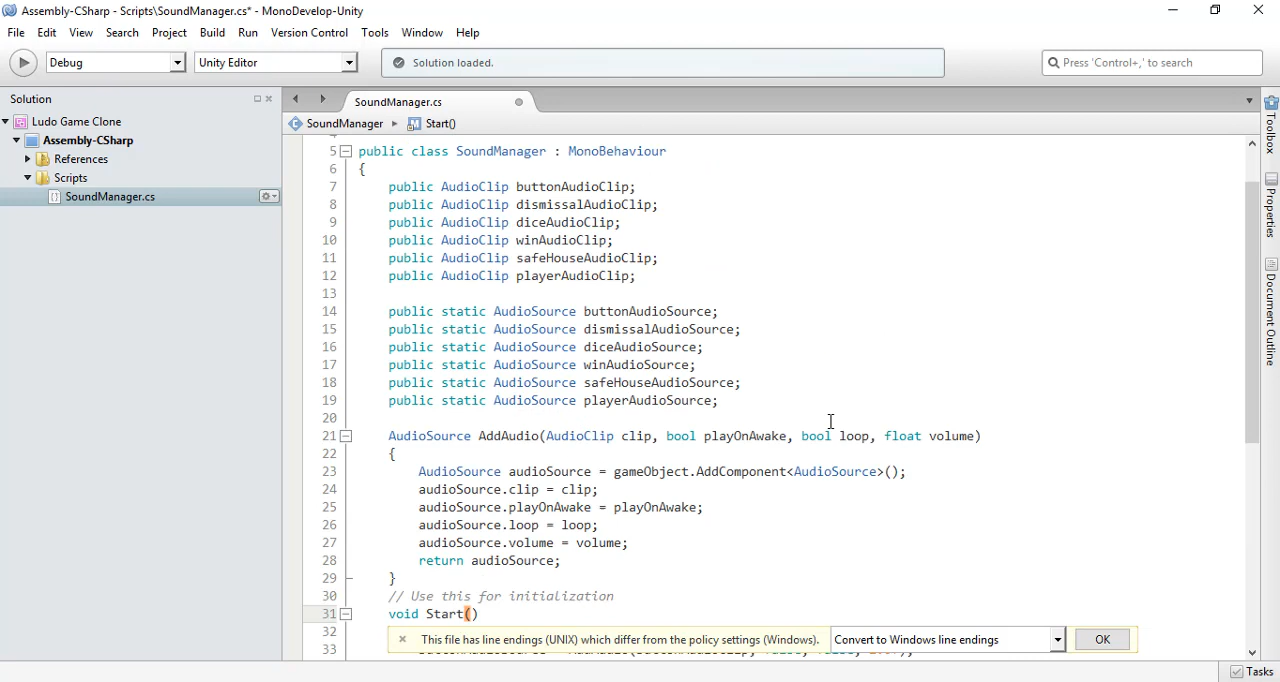 Assembly-CSharp - Scripts\SoundManager.cs* - MonoDevelop-Unity
File Edit View Search Project Build Run Version Control Tools Window Help
Debug Unity Editor Solution loaded. Press 'Control+,' to search
Solution
SoundManager.cs
Ludo Game Clone
SoundManager Start()
Assembly-CSharp
References
Scripts
SoundManager.cs
Toolbox
Properties
Document Outline
5 public class SoundManager : MonoBehaviour
6 {
7 public AudioClip buttonAudioClip;
8 public AudioClip dismissalAudioClip;
9 public AudioClip diceAudioClip;
10 public AudioClip winAudioClip;
11 public AudioClip safeHouseAudioClip;
12 public AudioClip playerAudioClip;
13
14 public static AudioSource buttonAudioSource;
15 public static AudioSource dismissalAudioSource;
16 public static AudioSource diceAudioSource;
17 public static AudioSource winAudioSource;
18 public static AudioSource safeHouseAudioSource;
19 public static AudioSource playerAudioSource;
20
21 AudioSource AddAudio(AudioClip clip, bool playOnAwake, bool loop, float volume)
22 {
23 AudioSource audioSource = gameObject.AddComponent<AudioSource>();
24 audioSource.clip = clip;
25 audioSource.playOnAwake = playOnAwake;
26 audioSource.loop = loop;
27 audioSource.volume = volume;
28 return audioSource;
29 }
30 // Use this for initialization
31 void Start()
32
This file has line endings (UNIX) which differ from the policy settings (Windows). Convert to Windows line endings OK
33
Tasks